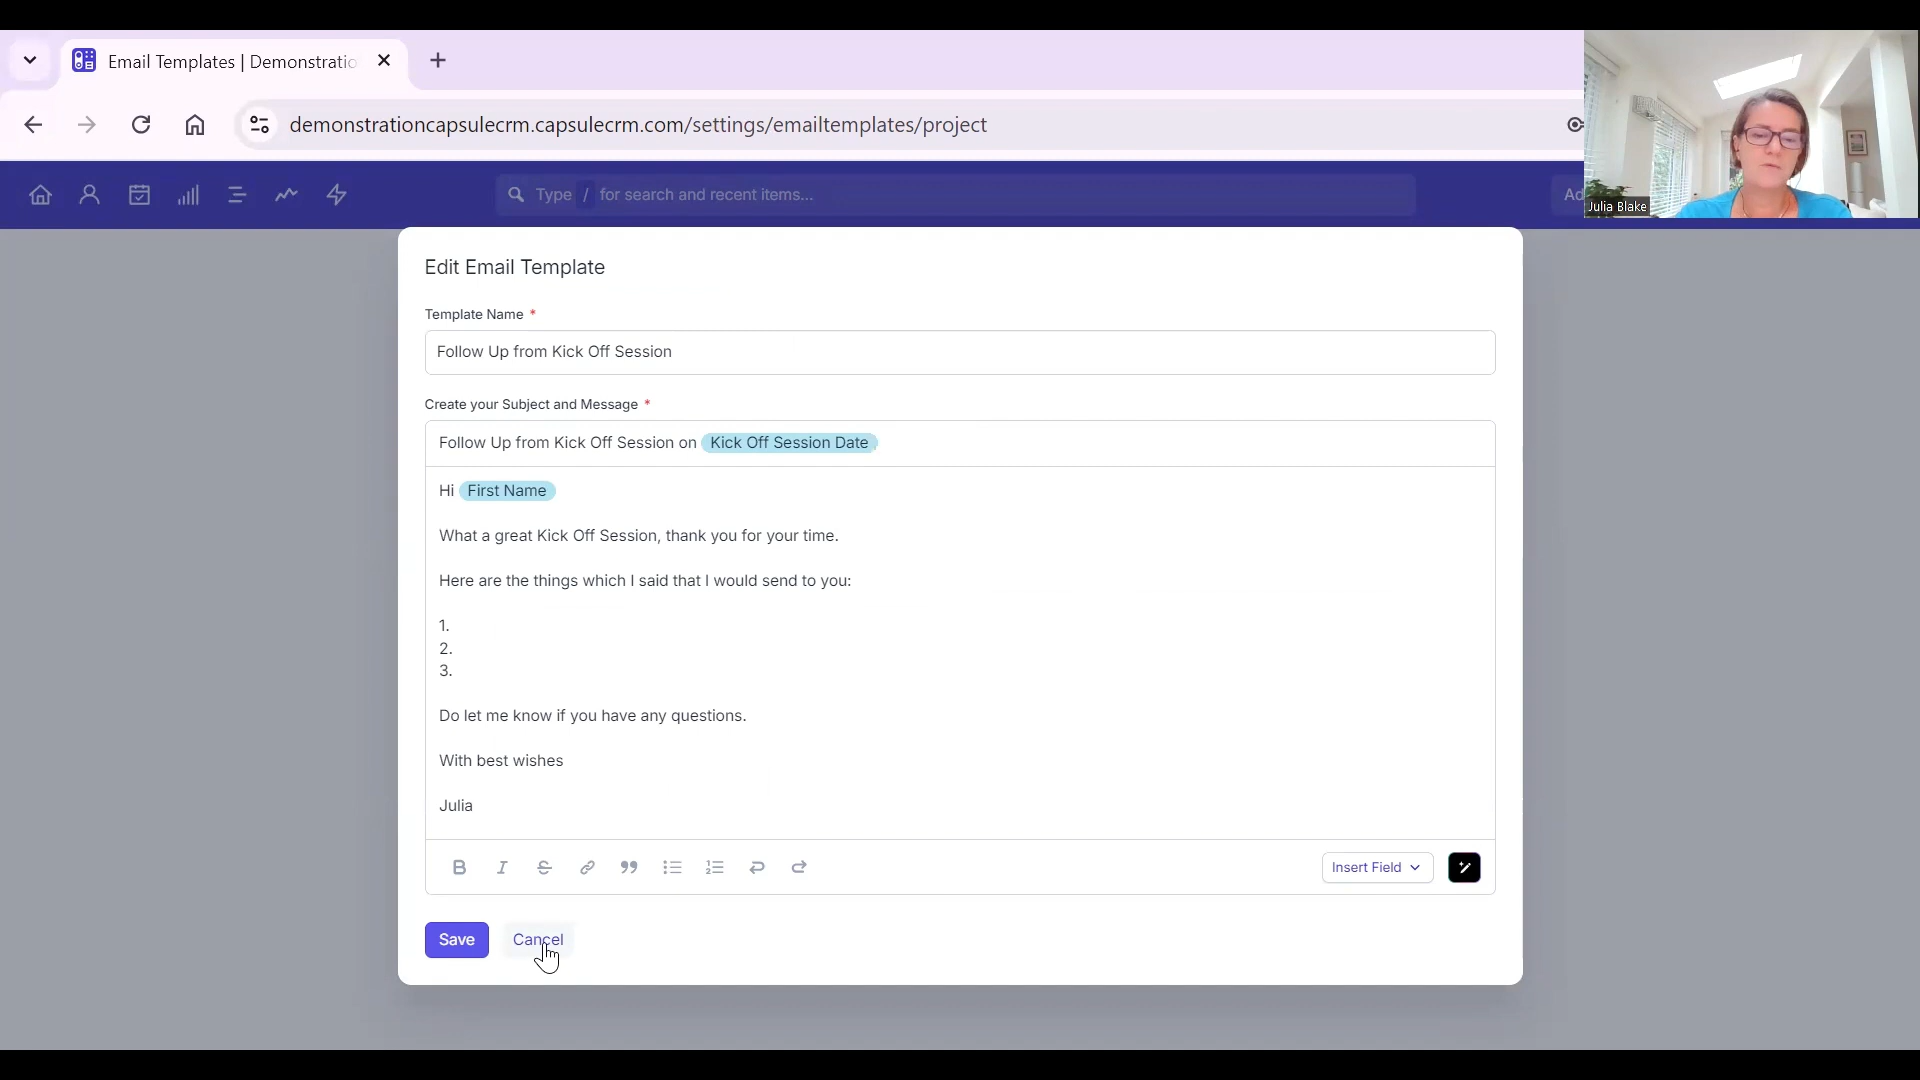 Email Templates | Demonstratio
demonstrationcapsulecrm.capsulecrm.com/settings/emailtemplates/project
Type / for search and recent items...
Ad
Julia Blake
Edit Email Template
Template Name *
Follow Up from Kick Off Session
Create your Subject and Message *
Follow Up from Kick Off Session on Kick Off Session Date
Hi First Name
What a great Kick Off Session, thank you for your time.
Here are the things which I said that I would send to you:
1.
2.
3.
Do let me know if you have any questions.
With best wishes
Julia
B I S
Insert Field
Save Cancel